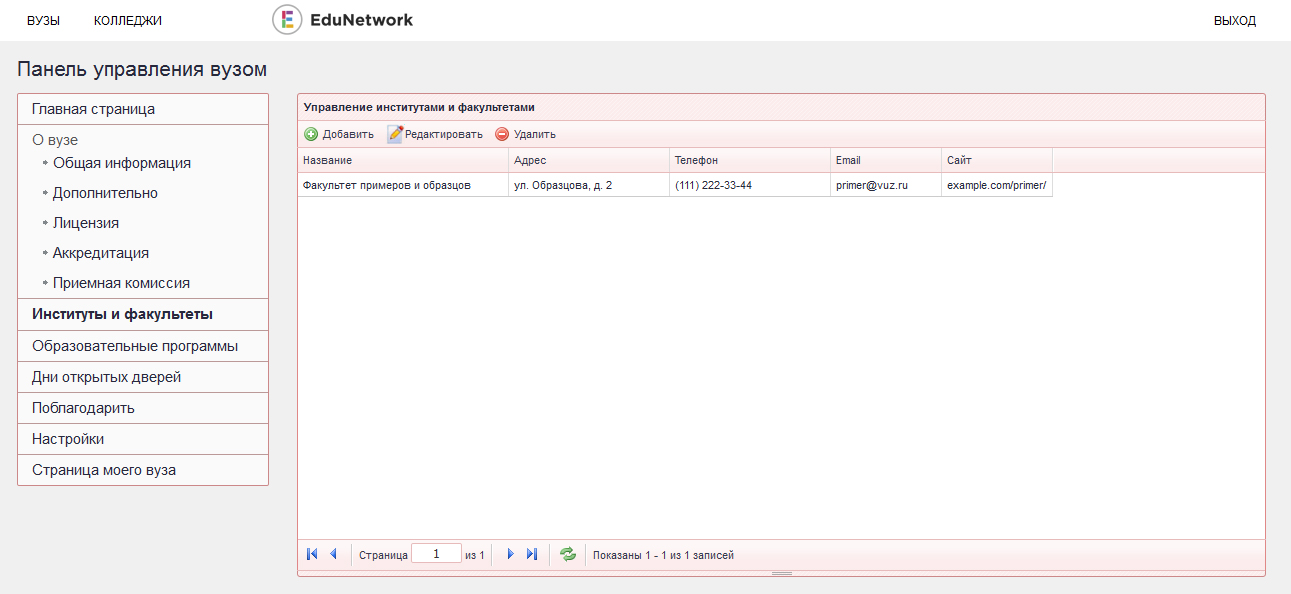 ВУЗЫ КОЛЛЕДЖИ EduNetwork ВЫХОД
Панель управления вузом
Главная страница
О вузе
Общая информация
Дополнительно
Лицензия
Аккредитация
Приемная комиссия
Институты и факультеты
Образовательные программы
Дни открытых дверей
Поблагодарить
Настройки
Страница моего вуза
Управление институтами и факультетами
Добавить Редактировать Удалить
Название Адрес Телефон Email Сайт
Факультет примеров и образцов ул. Образцова, д. 2 (111) 222-33-44 primer@vuz.ru example.com/primer/
Страница 1 из 1 Показаны 1 - 1 из 1 записей